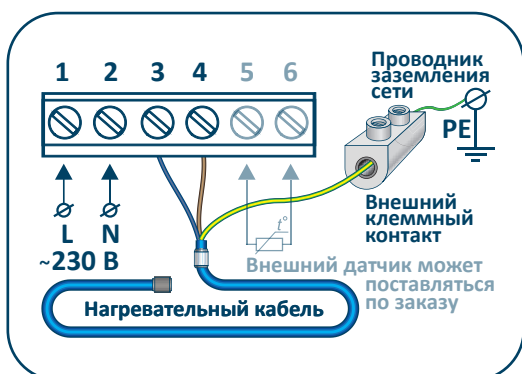 1 2 3 4 5 6
Проводник
заземления
сети
PE
t°
L N
~230 В
Внешний
клеммный
контакт
Внешний датчик может
поставляться
по заказу
Нагревательный кабель